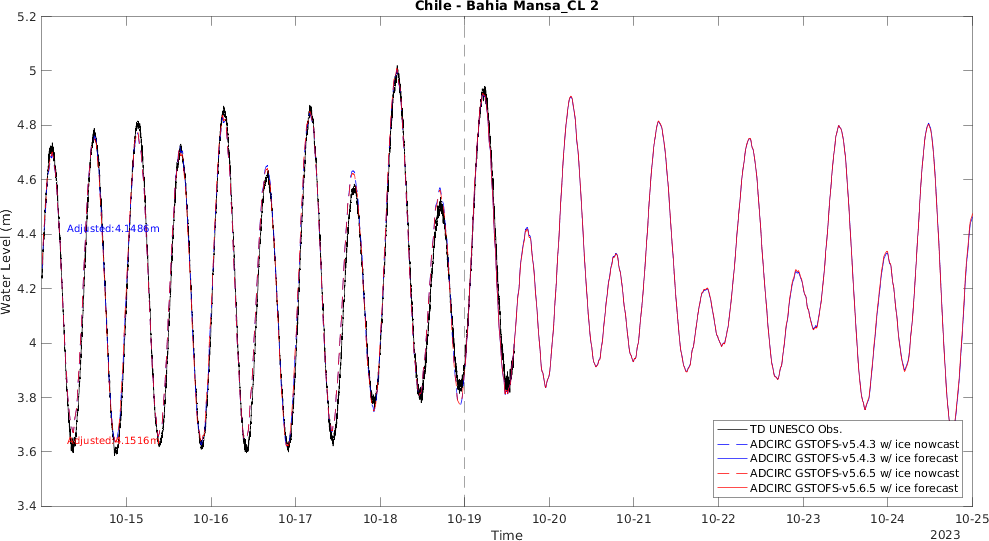 Chile - Bahia Mansa_CL 2
5.2
5
4.8
4.6
4.4
4.2
4
3.8
3.6
3.4
Water Level (m)
Adjusted:4.1486m
Adjusted:4.1516m
TD UNESCO Obs.
ADCIRC GSTOFS-v5.4.3 w/ ice nowcast
ADCIRC GSTOFS-v5.4.3 w/ ice forecast
ADCIRC GSTOFS-v5.6.5 w/ ice nowcast
ADCIRC GSTOFS-v5.6.5 w/ ice forecast
10-15 10-16 10-17 10-18 10-19 10-20 10-21 10-22 10-23 10-24 10-25
Time
2023